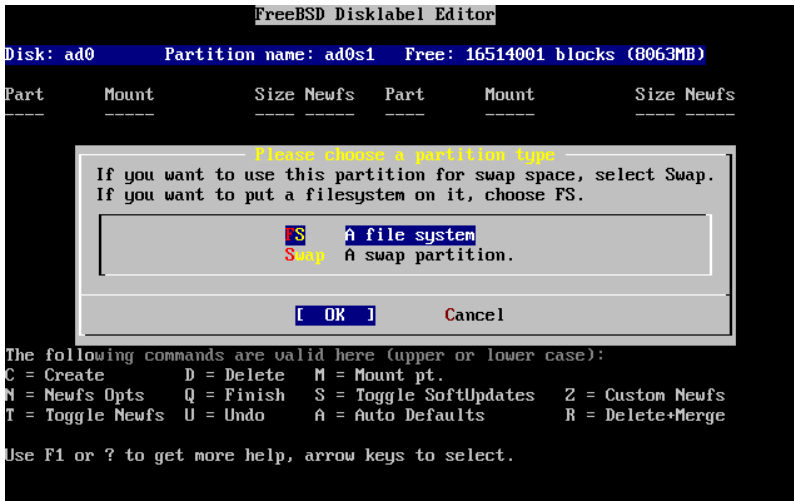 FreeBSD Disklabel Editor
Disk: ad0 Partition name: ad0s1 Free: 16514001 blocks (8063MB)
Part Mount Size Newfs Part Mount Size Newfs
---- ----- ---- ----- ---- ----- ---- -----
Please choose a partition type
If you want to use this partition for swap space, select Swap.
If you want to put a filesystem on it, choose FS.
FS A file system
Swap A swap partition.
[ OK ] Cancel
The following commands are valid here (upper or lower case):
C = Create D = Delete M = Mount pt.
N = Newfs Opts Q = Finish S = Toggle SoftUpdates Z = Custom Newfs
T = Toggle Newfs U = Undo A = Auto Defaults R = Delete+Merge
Use F1 or ? to get more help, arrow keys to select.